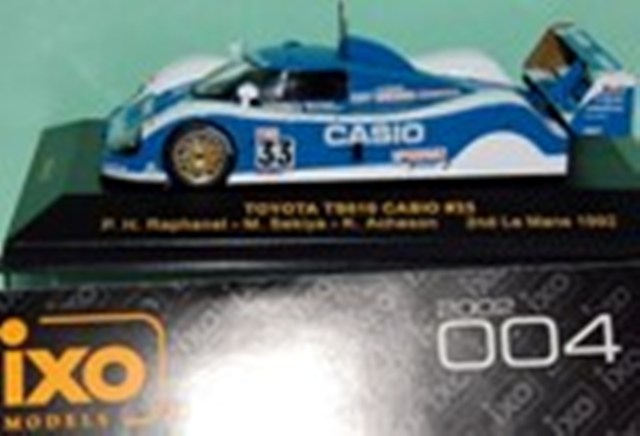 CASIO
33
TOYOTA TS010 CASIO #33
P. H. Raphanel - M. Sekiya - K. Acheson 2nd Le Mans 1992
2002
004
ixo
MODELS